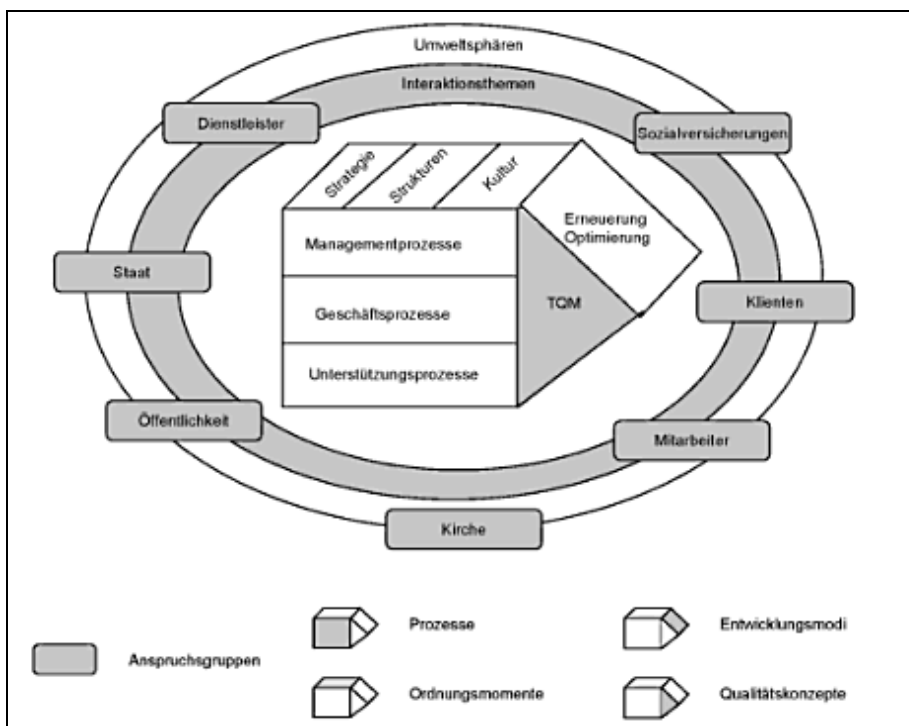 Umweltsphären
Interaktionsthemen
Dienstleister
Sozialversicherungen
Strategie
Strukturen
Kultur
Erneuerung
Optimierung
Managementprozesse
Staat
TQM
Klienten
Geschäftsprozesse
Unterstützungsprozesse
Öffentlichkeit
Mitarbeiter
Kirche
Prozesse
Entwicklungsmodi
Anspruchsgruppen
Ordnungsmomente
Qualitätskonzepte